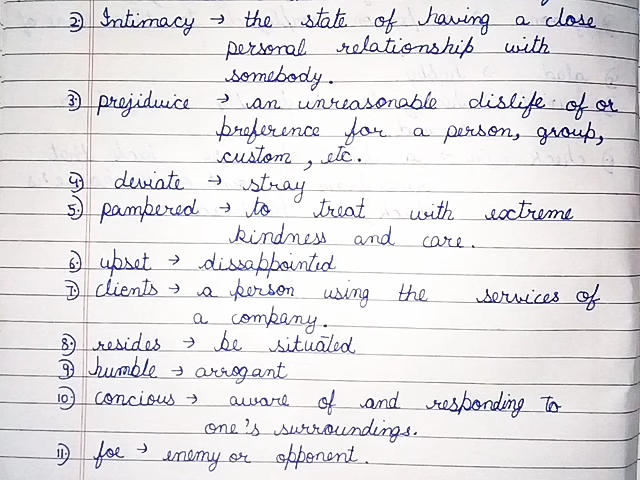 2) Intimacy → the state of having a close
personal relationship with
somebody.
3) prejiduice → an unreasonable dislife of or
preference for a person, group,
custom, etc.
4) deviate → stray
5. pampered → to treat with extreme
kindness and care.
6. upset → dissappointed
7) clients → a person using the services of
a company.
8) resides → be situated
9) humble → arrogant
10) concious → aware of and responding to
one's surroundings.
11) foe → enemy or opponent.